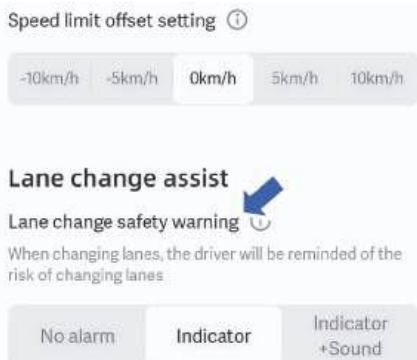 Speed limit offset setting
-10km/h -5km/h 0km/h 5km/h 10km/h
Lane change assist
Lane change safety warning
When changing lanes, the driver will be reminded of the
risk of changing lanes
No alarm Indicator Indicator
+Sound